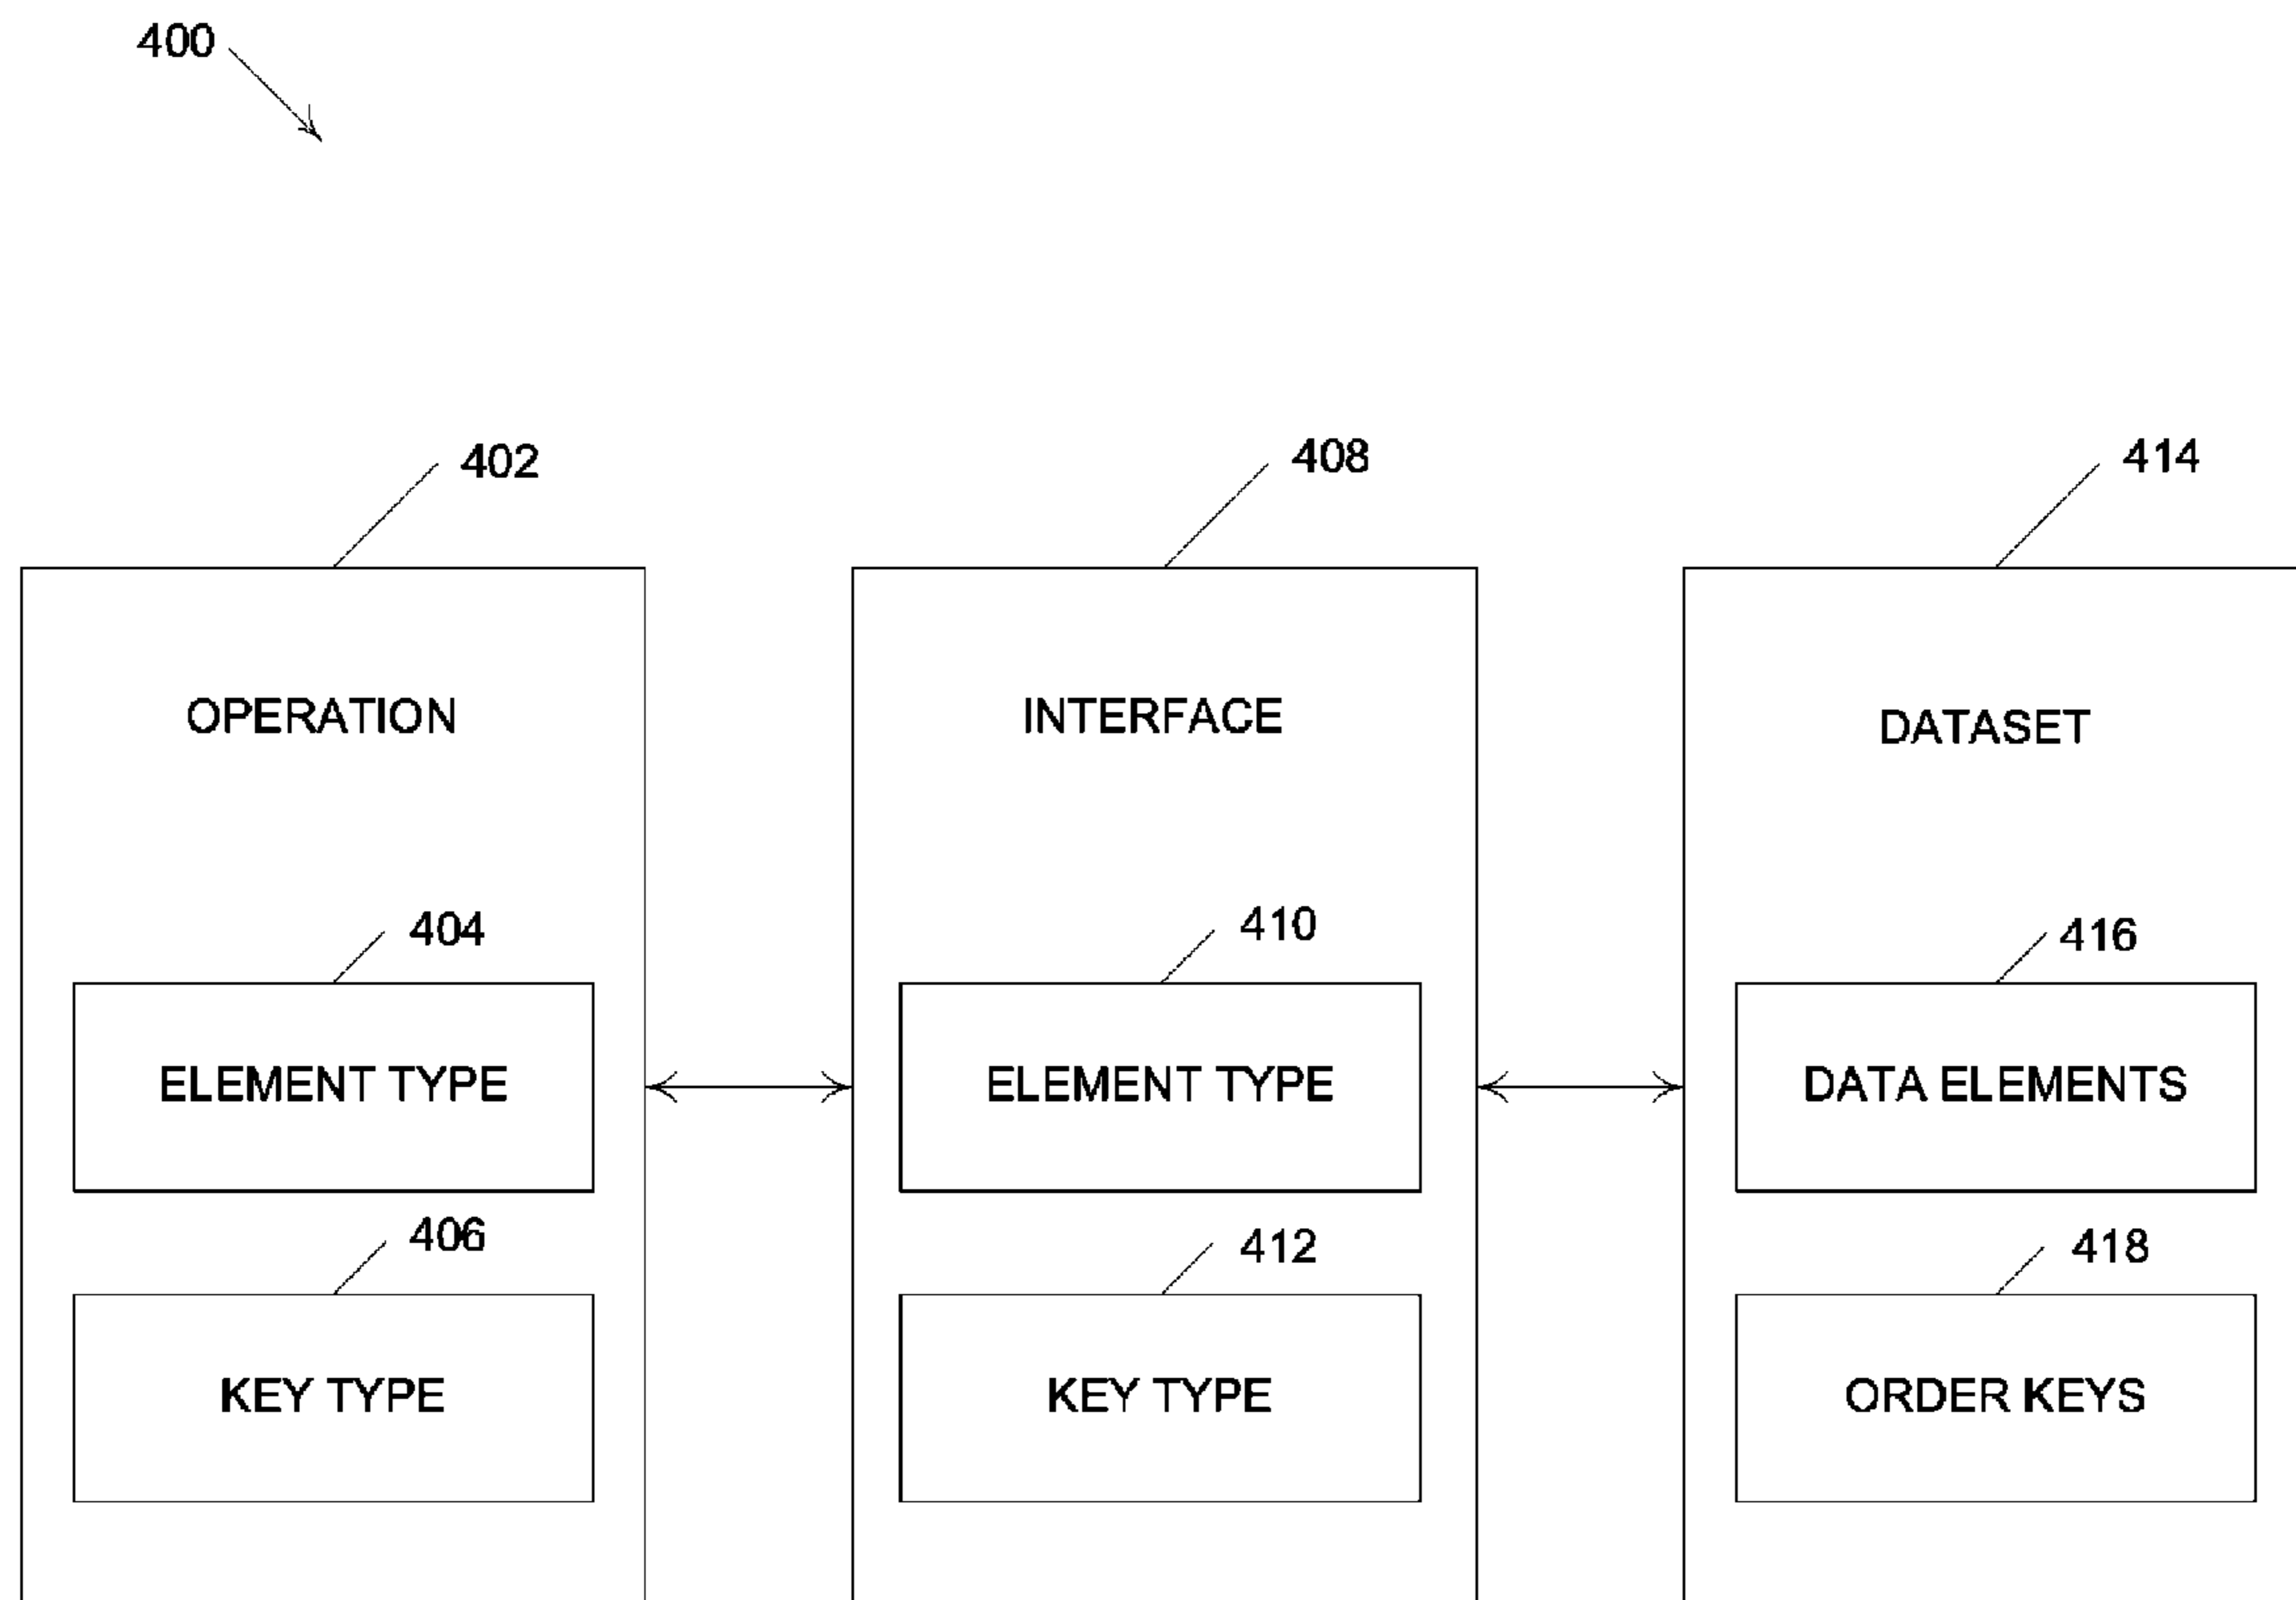 400
402
408
414
OPERATION
INTERFACE
DATASET
404
410
416
ELEMENT TYPE
ELEMENT TYPE
DATA ELEMENTS
406
412
418
KEY TYPE
KEY TYPE
ORDER KEYS